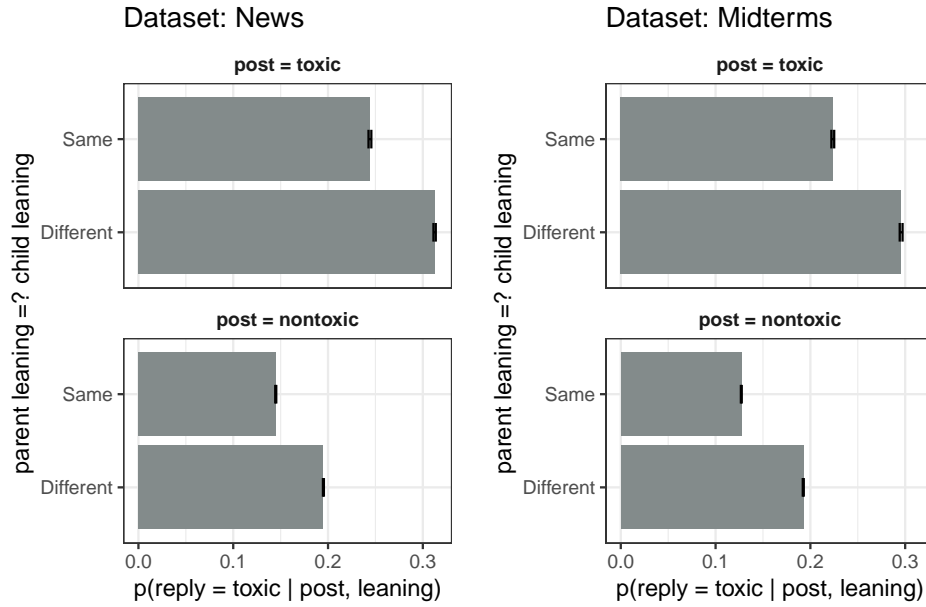 Dataset: News
post = toxic
Same
Different
post = nontoxic
Same
Different
parent leaning =? child leaning
0.0 0.1 0.2 0.3
p(reply = toxic | post, leaning)
Dataset: Midterms
post = toxic
Same
Different
post = nontoxic
Same
Different
parent leaning =? child leaning
0.0 0.1 0.2 0.3
p(reply = toxic | post, leaning)